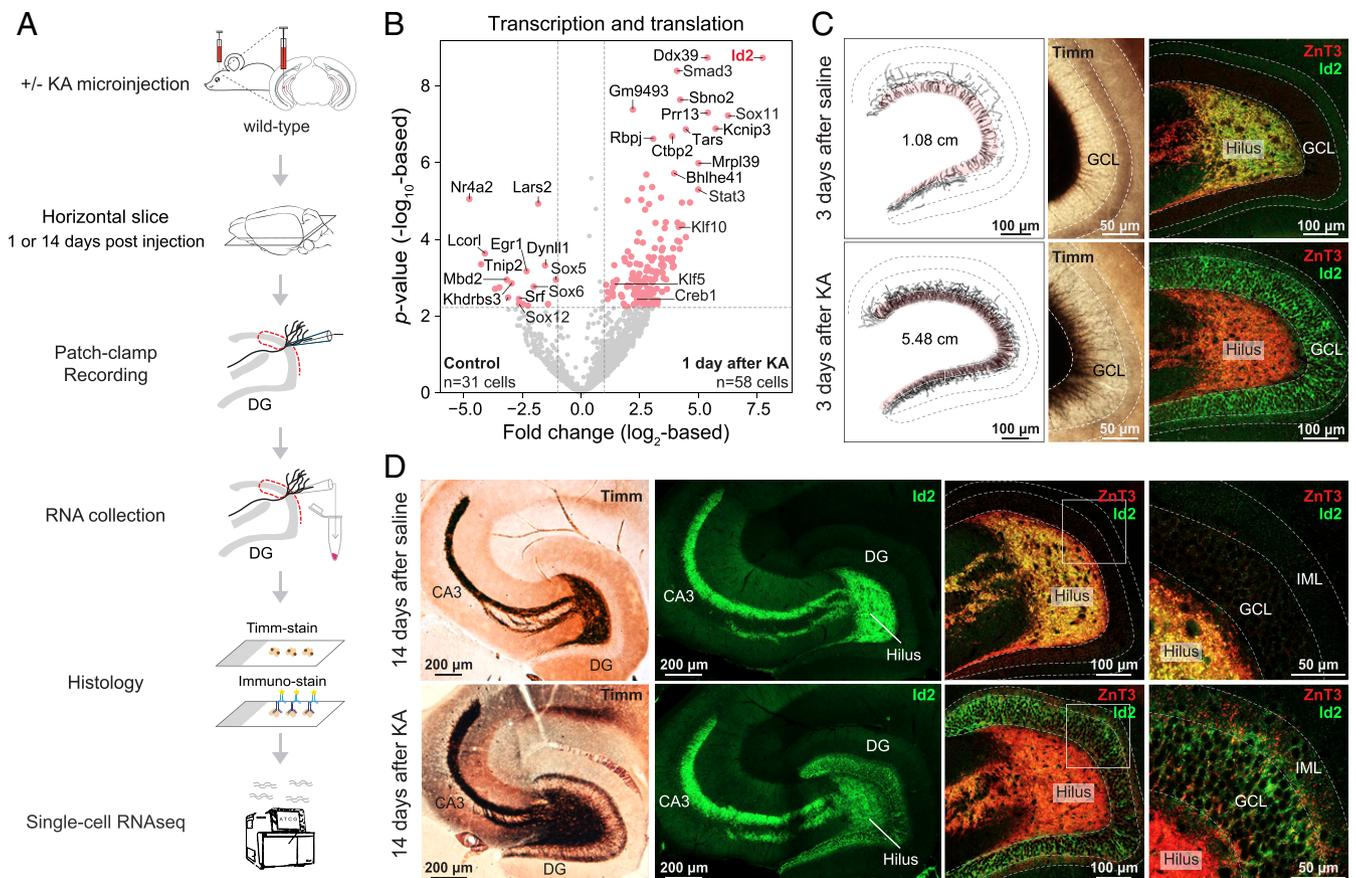 A
+/- KA microinjection
wild-type
Horizontal slice
1 or 14 days post injection
Patch-clamp
Recording
DG
RNA collection
DG
Timm-stain
Histology
Immuno-stain
Single-cell RNAseq
ATCG
B
Transcription and translation
p-value (-log10-based)
8
6
4
2
0
Ddx39
Id2
Smad3
Gm9493
Sbno2
Prr13
Sox11
Kcnip3
Rbpj
Tars
Ctbp2
Mrpl39
Bhlhe41
Nr4a2
Lars2
Stat3
Klf10
Lcorl
Egr1
Dynll1
Tnip2
Sox5
Mbd2
Klf5
Khdrbs3
Srf
Sox6
Creb1
Sox12
Control
n=31 cells
1 day after KA
n=58 cells
−5.0
−2.5
0.0
2.5
5.0
7.5
Fold change (log2-based)
C
3 days after saline
1.08 cm
100 µm
Timm
GCL
50 µm
ZnT3
Id2
Hilus
GCL
100 µm
3 days after KA
5.48 cm
100 µm
Timm
GCL
50 µm
ZnT3
Id2
Hilus
GCL
100 µm
D
14 days after saline
Timm
CA3
DG
200 µm
Id2
DG
CA3
Hilus
200 µm
ZnT3
Id2
Hilus
100 µm
ZnT3
Id2
IML
GCL
Hilus
50 µm
14 days after KA
Timm
CA3
DG
200 µm
Id2
DG
CA3
Hilus
200 µm
ZnT3
Id2
Hilus
100 µm
ZnT3
Id2
IML
GCL
Hilus
50 µm